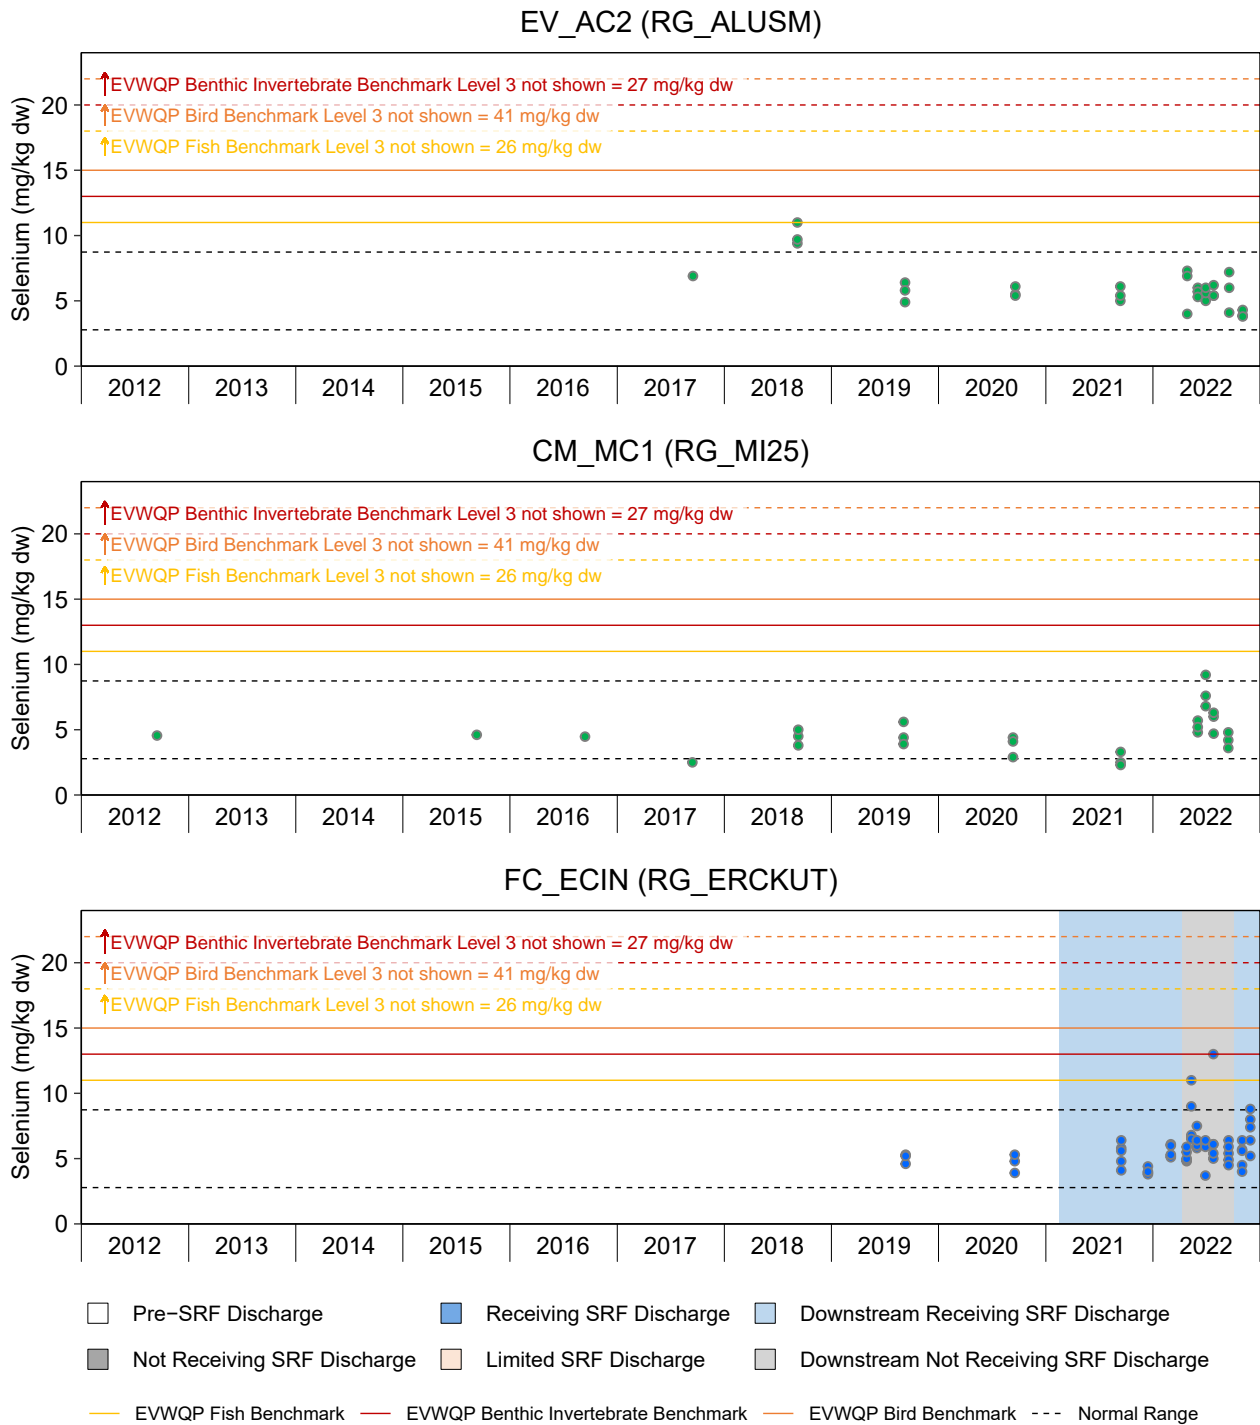 EV_AC2 (RG_ALUSM)
EVWQP Benthic Invertebrate Benchmark Level 3 not shown = 27 mg/kg dw
EVWQP Bird Benchmark Level 3 not shown = 41 mg/kg dw
EVWQP Fish Benchmark Level 3 not shown = 26 mg/kg dw
Selenium (mg/kg dw)
20
15
10
5
0
2012 2013 2014 2015 2016 2017 2018 2019 2020 2021 2022
CM_MC1 (RG_MI25)
EVWQP Benthic Invertebrate Benchmark Level 3 not shown = 27 mg/kg dw
EVWQP Bird Benchmark Level 3 not shown = 41 mg/kg dw
EVWQP Fish Benchmark Level 3 not shown = 26 mg/kg dw
Selenium (mg/kg dw)
20
15
10
5
0
2012 2013 2014 2015 2016 2017 2018 2019 2020 2021 2022
FC_ECIN (RG_ERCKUT)
EVWQP Benthic Invertebrate Benchmark Level 3 not shown = 27 mg/kg dw
EVWQP Bird Benchmark Level 3 not shown = 41 mg/kg dw
EVWQP Fish Benchmark Level 3 not shown = 26 mg/kg dw
Selenium (mg/kg dw)
20
15
10
5
0
2012 2013 2014 2015 2016 2017 2018 2019 2020 2021 2022
Pre−SRF Discharge Receiving SRF Discharge Downstream Receiving SRF Discharge
Not Receiving SRF Discharge Limited SRF Discharge Downstream Not Receiving SRF Discharge
EVWQP Fish Benchmark EVWQP Benthic Invertebrate Benchmark EVWQP Bird Benchmark Normal Range